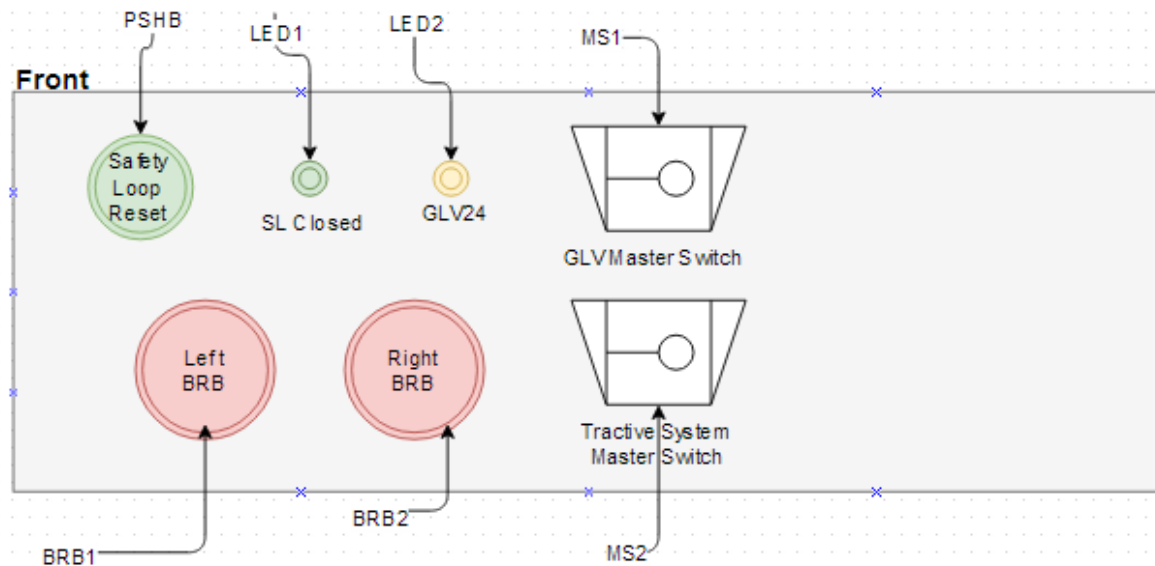 PSHB
LED1
LED2
MS1
Front
Safety
Loop
Reset
SL Closed
GLV24
GLV Master Switch
Left
BRB
Right
BRB
Tractive System
Master Switch
BRB1
BRB2
MS2